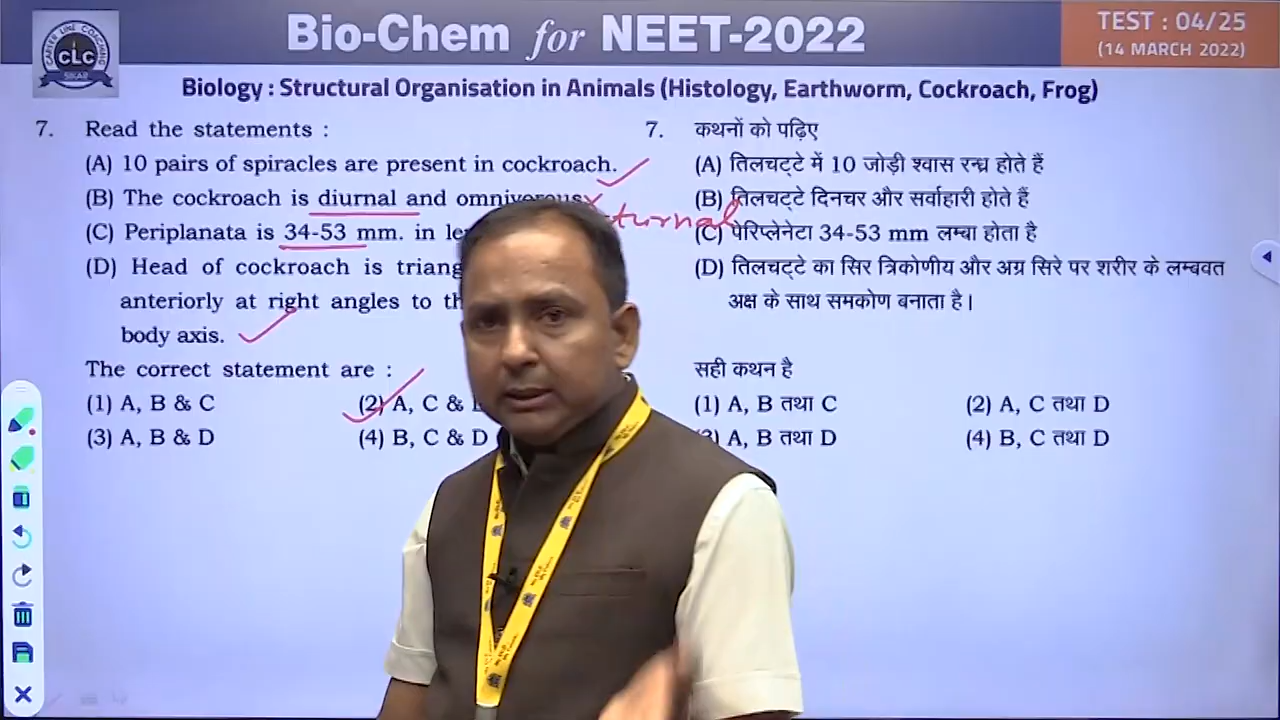 Bio-Chem for NEET-2022
TEST : 04/25
(14 MARCH 2022)
CAREER LINE COACHING
CLC
SIKAR
Biology : Structural Organisation in Animals (Histology, Earthworm, Cockroach, Frog)
7. Read the statements :
(A) 10 pairs of spiracles are present in cockroach.
(B) The cockroach is diurnal and omnivorous
turnal
(C) Periplanata is 34-53 mm. in
(D) Head of cockroach is
anteriorly at right angles to
body axis.
The correct statement are :
(1) A, B & C
(2) A, C &
(3) A, B & D
(4) B, C & D
7. कथनों को पढ़िए
(A) तिलचट्टे में 10 जोड़ी श्वास रन्ध्र होते हैं
(B) तिलचट्टे दिनचर और सर्वाहारी होते हैं
(C) पेरिप्लेनेटा 34-53 mm लम्बा होता है
(D) तिलचट्टे का सिर त्रिकोणीय और अग्र सिरे पर शरीर के लम्बवत
अक्ष के साथ समकोण बनाता है।
सही कथन है
(1) A, B तथा C
(2) A, C तथा D
A, B तथा D
(4) B, C तथा D